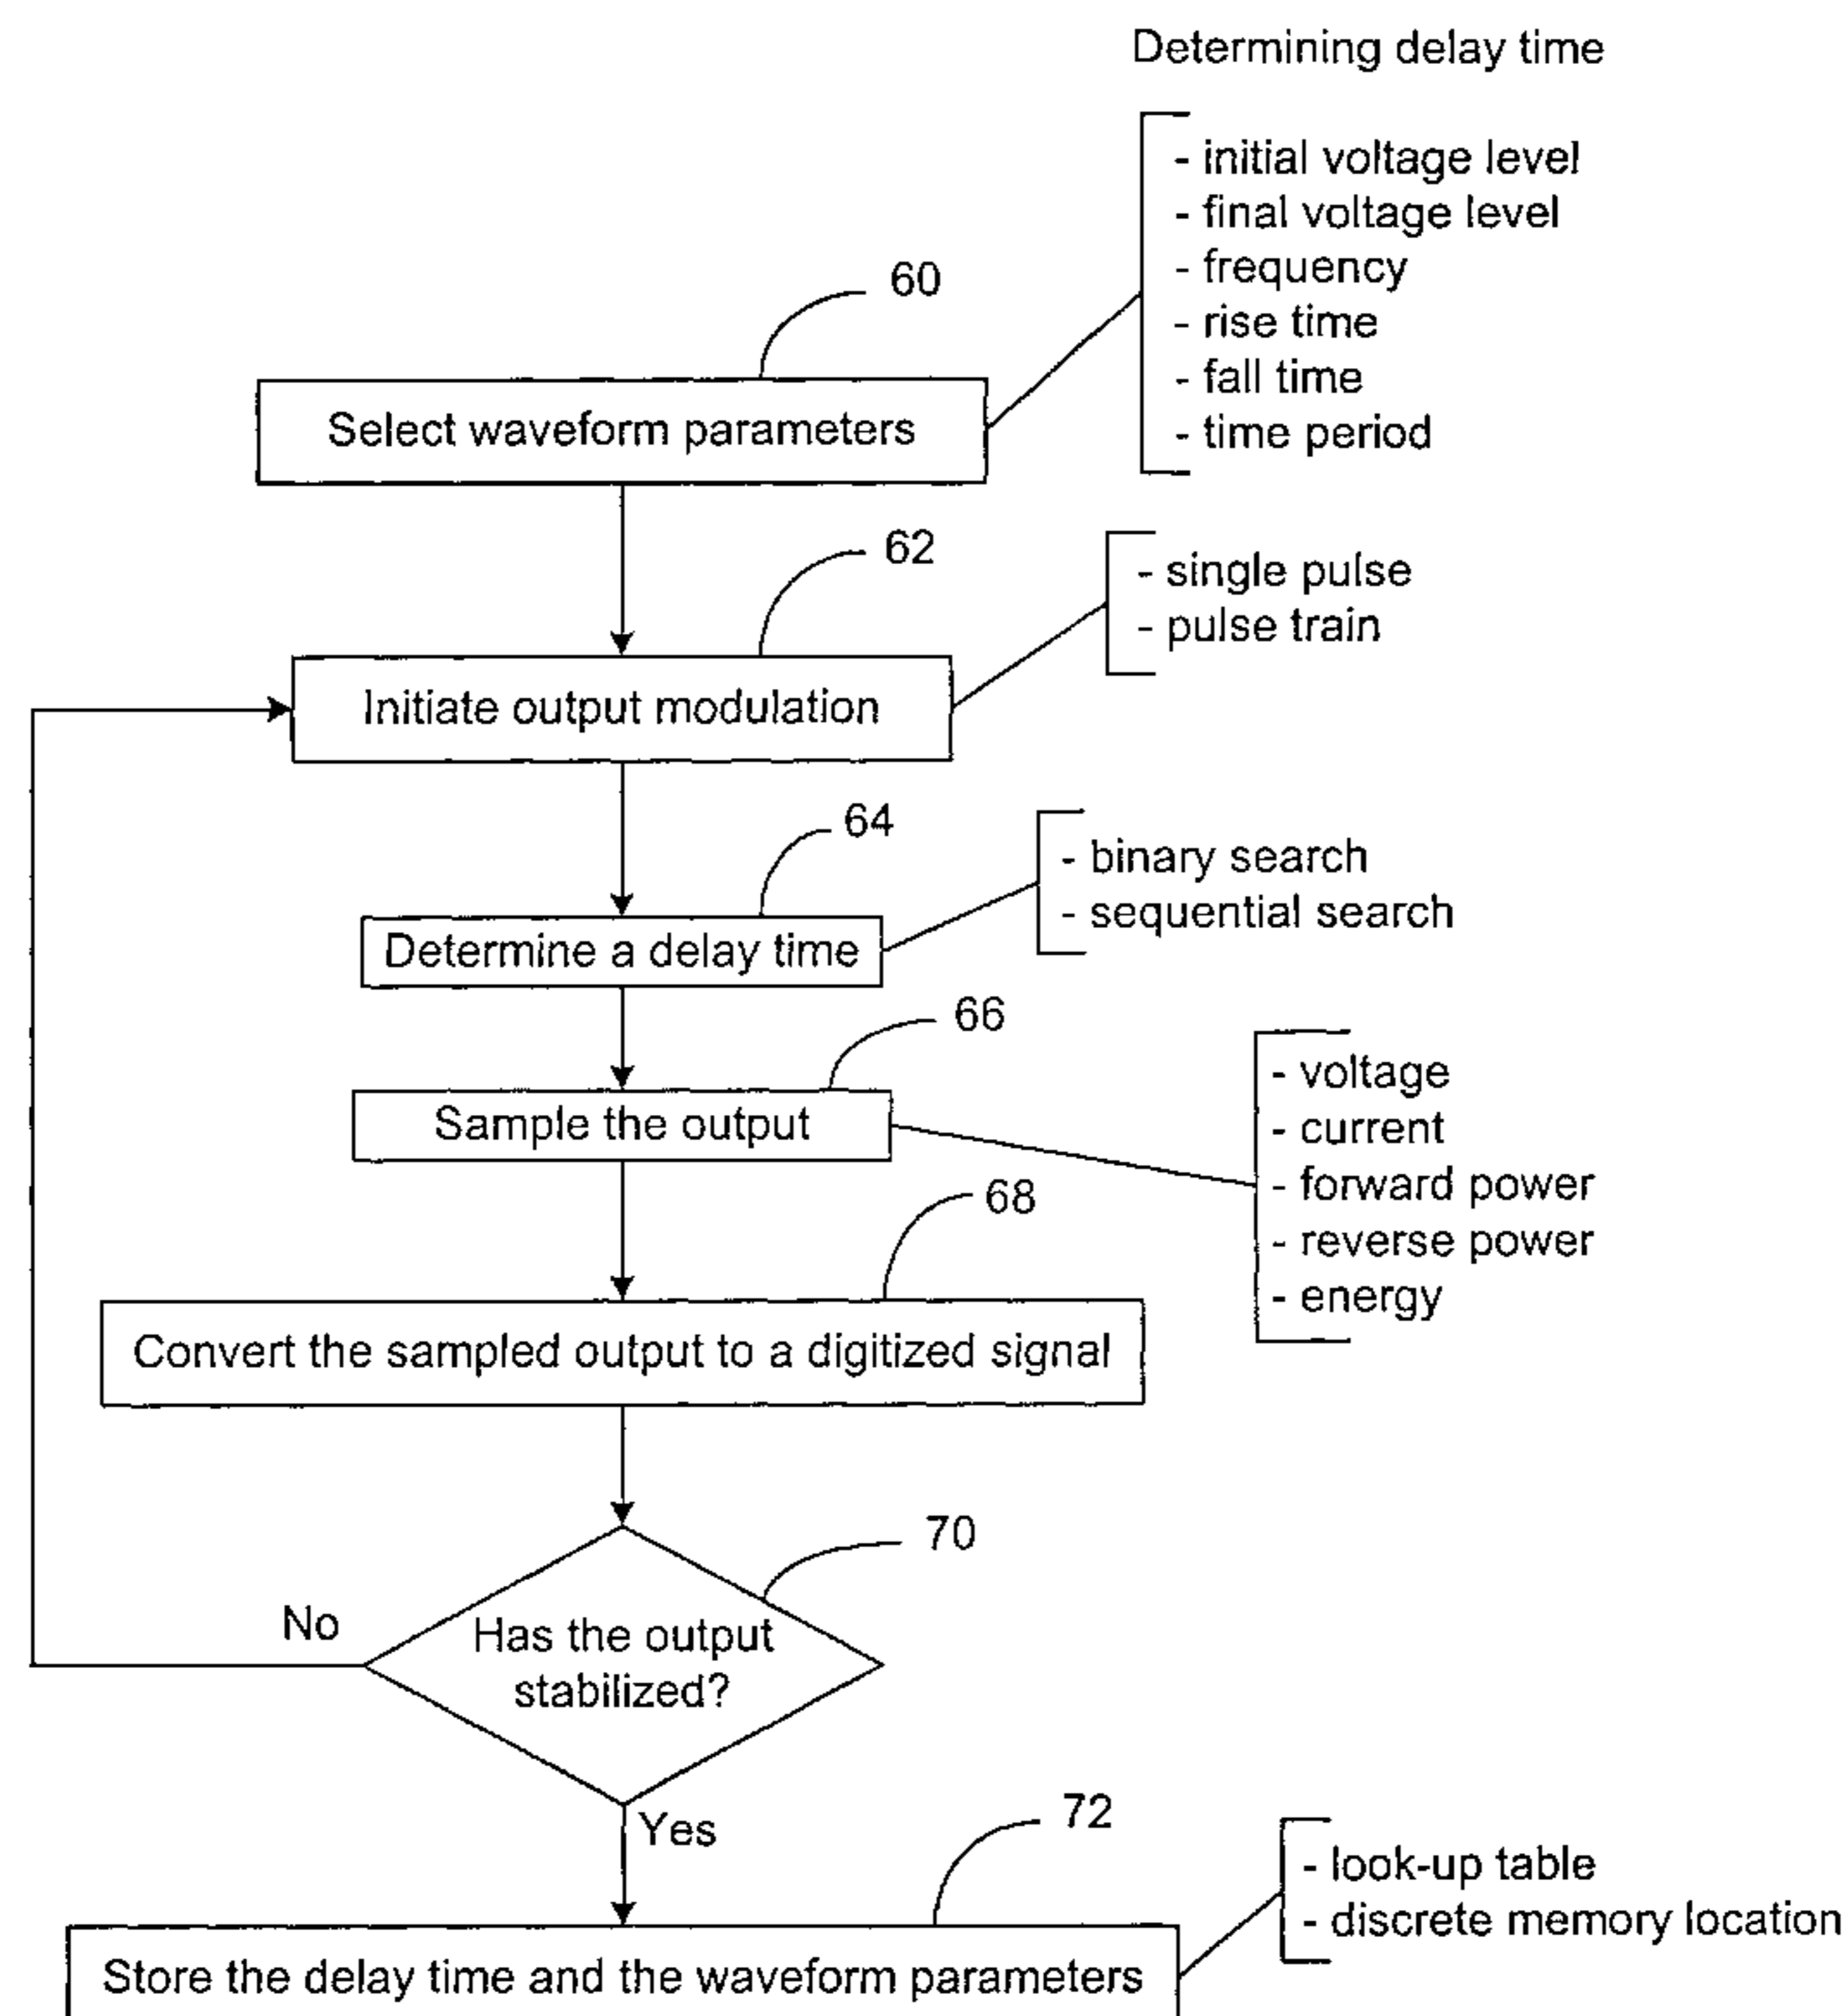 Determining delay time
- initial voltage level
- final voltage level
- frequency
- rise time
- fall time
- time period
60
Select waveform parameters
62
- single pulse
- pulse train
Initiate output modulation
64
- binary search
- sequential search
Determine a delay time
66
- voltage
- current
- forward power
- reverse power
- energy
Sample the output
68
Convert the sampled output to a digitized signal
70
No
Has the output
stabilized?
Yes
72
- look-up table
- discrete memory location
Store the delay time and the waveform parameters